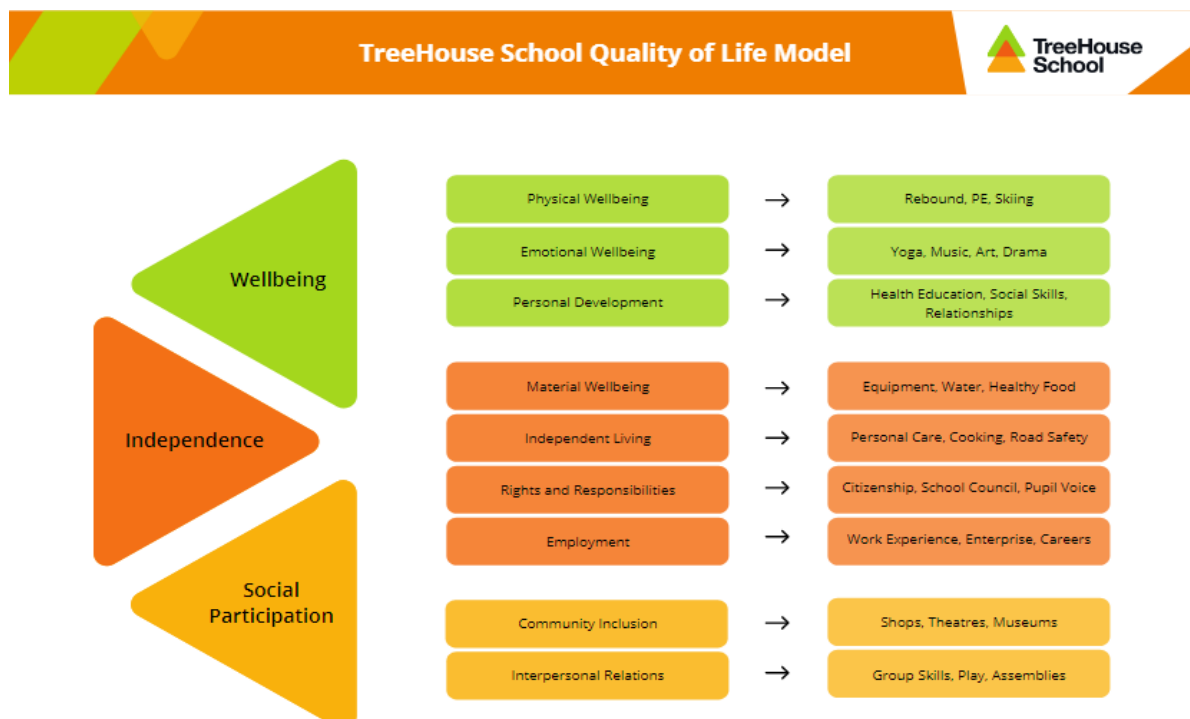 TreeHouse School Quality of Life Model
TreeHouse
School
Wellbeing
Physical Wellbeing → Rebound, PE, Skiing
Emotional Wellbeing → Yoga, Music, Art, Drama
Personal Development → Health Education, Social Skills,
Relationships
Independence
Material Wellbeing → Equipment, Water, Healthy Food
Independent Living → Personal Care, Cooking, Road Safety
Rights and Responsibilities → Citizenship, School Council, Pupil Voice
Employment → Work Experience, Enterprise, Careers
Social
Participation
Community Inclusion → Shops, Theatres, Museums
Interpersonal Relations → Group Skills, Play, Assemblies